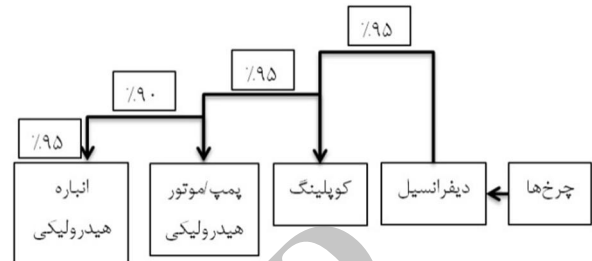 ٪۹۵
٪۹۵
٪۹۰
٪۹۵
چرخ‌ها
دیفرانسیل
کوپلینگ
پمپ/موتور
هیدرولیکی
انباره
هیدرولیکی